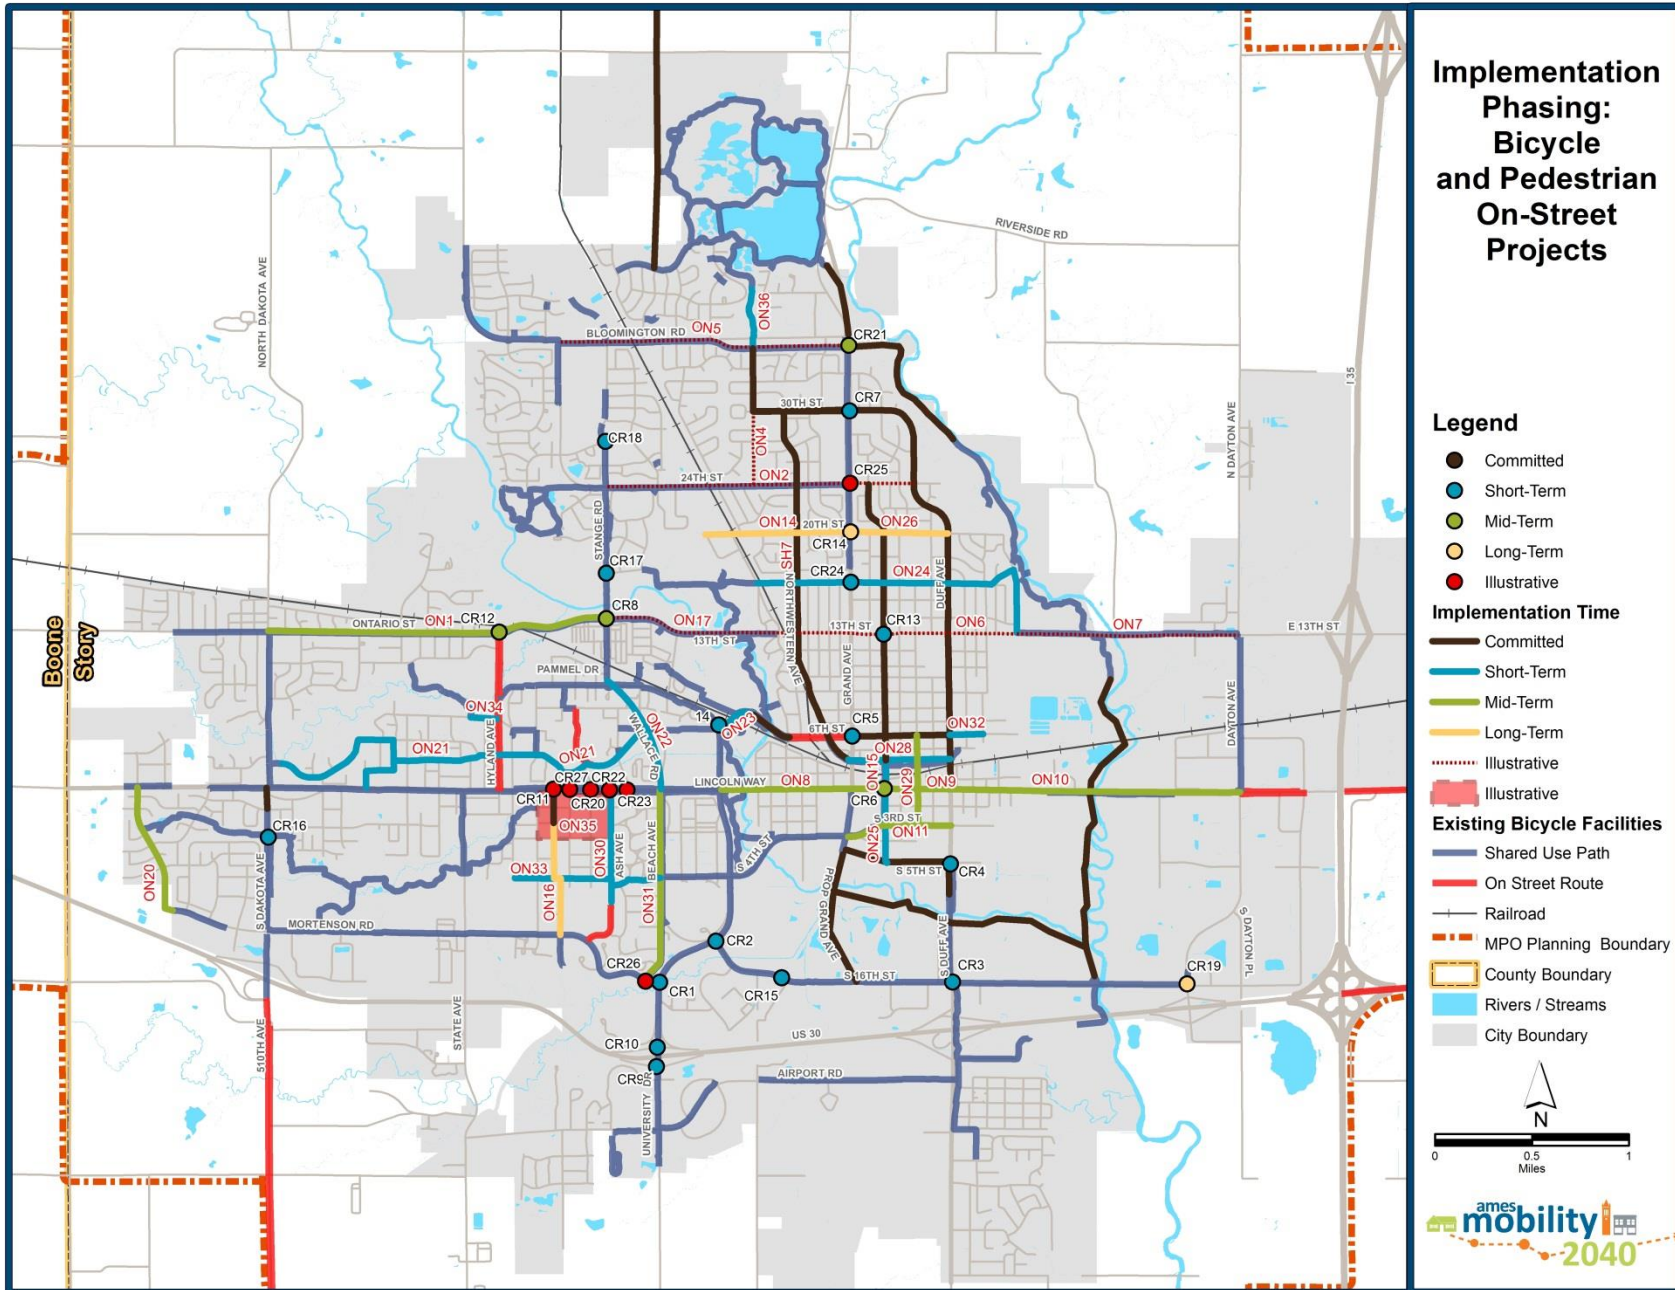 Implementation
Phasing:
Bicycle
and Pedestrian
On-Street
Projects
Legend
Committed
Short-Term
Mid-Term
Long-Term
Illustrative
Implementation Time
Committed
Short-Term
Mid-Term
Long-Term
Illustrative
Illustrative
Existing Bicycle Facilities
Shared Use Path
On Street Route
Railroad
MPO Planning Boundary
County Boundary
Rivers / Streams
City Boundary
N
0 0.5 1
Miles
ames
mobility
2040
RIVERSIDE RD
NORTH DAKOTA AVE
ON36
BLOOMINGTON RD
ON5
CR21
I 35
30TH ST
CR7
N DAYTON AVE
CR18
ON4
24TH ST
ON2
CR25
STANGE RD
ON14
20TH ST
ON26
CR14
SH7
CR17
CR24
ON24
NORTHWESTERN AVE
DUFF AVE
ONTARIO ST
ON1
CR12
CR8
ON17
13TH ST
13TH ST
CR13
ON6
ON7
E 13TH ST
Boone
Story
PAMMEL DR
GRAND AVE
ON34
HYLAND AVE
WALLACE RD
ON22
14
ON23
6TH ST
CR5
ON32
DAYTON AVE
ON21
ON21
ON28
ON15
ON29
LINCOLN WAY
ON8
ON9
ON10
CR27
CR22
CR11
CR20
CR23
CR6
S 3RD ST
ON11
CR16
ON35
ON30
ASH AVE
BEACH AVE
S 4TH ST
ON25
ON20
S DAKOTA AVE
ON33
ON16
ON31
S 5TH ST
CR4
PROP GRAND AVE
MORTENSON RD
CR2
S DUFF AVE
S DAYTON PL
CR26
CR1
CR15
S 16TH ST
CR3
CR19
510TH AVE
STATE AVE
US 30
CR10
CR9
AIRPORT RD
UNIVERSITY DR